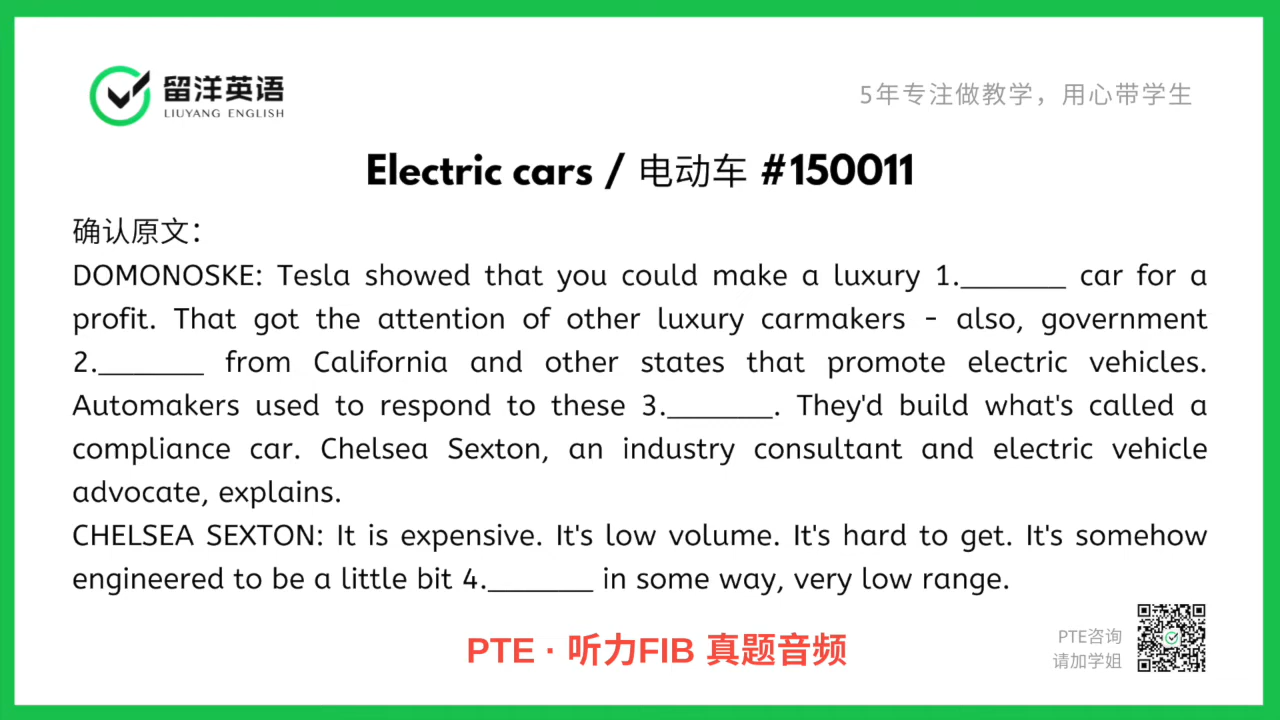 留洋英语
LIUYANG ENGLISH
5年专注做教学，用心带学生
Electric cars / 电动车 #150011
确认原文：
DOMONOSKE: Tesla showed that you could make a luxury 1._______ car for a
profit. That got the attention of other luxury carmakers - also, government
2._______ from California and other states that promote electric vehicles.
Automakers used to respond to these 3._______. They'd build what's called a
compliance car. Chelsea Sexton, an industry consultant and electric vehicle
advocate, explains.
CHELSEA SEXTON: It is expensive. It's low volume. It's hard to get. It's somehow
engineered to be a little bit 4._______ in some way, very low range.
PTE · 听力FIB 真题音频
PTE咨询
请加学姐